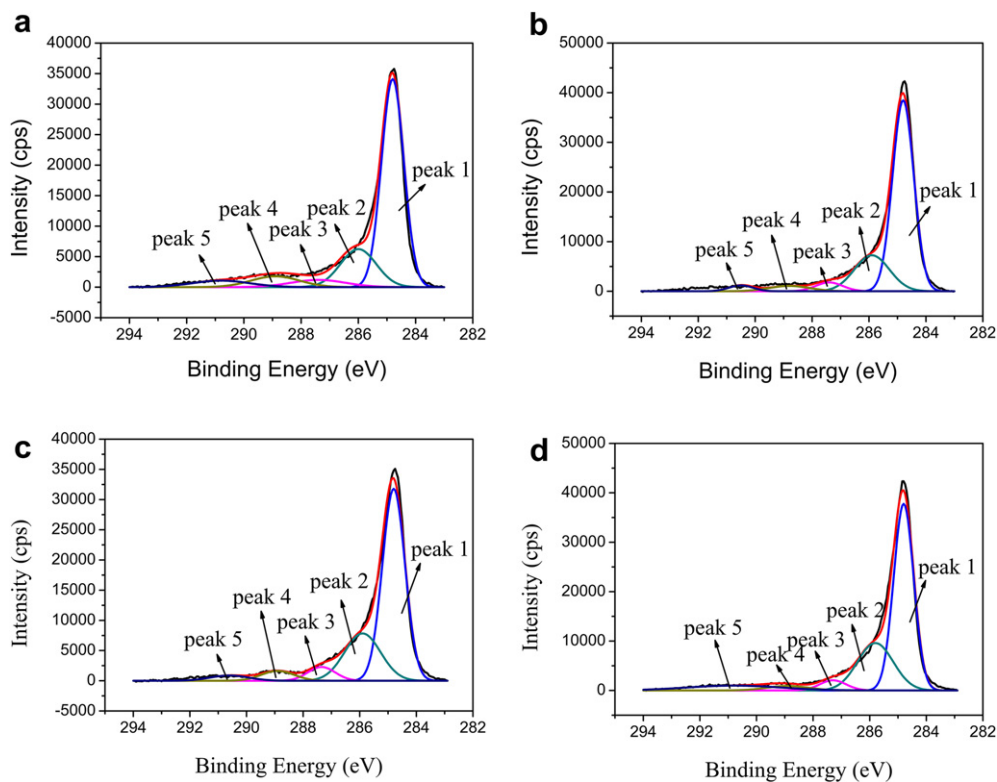 a
40000
35000
30000
25000
20000
15000
10000
5000
0
-5000
Intensity (cps)
peak 1
peak 2
peak 4
peak 3
peak 5
294 292 290 288 286 284 282
Binding Energy (eV)
b
50000
40000
30000
20000
10000
0
Intensity (cps)
peak 1
peak 2
peak 4
peak 3
peak 5
294 292 290 288 286 284 282
Binding Energy (eV)
c
40000
35000
30000
25000
20000
15000
10000
5000
0
-5000
Intensity (cps)
peak 1
peak 2
peak 4
peak 3
peak 5
294 292 290 288 286 284 282
Binding Energy (eV)
d
50000
40000
30000
20000
10000
0
Intensity (cps)
peak 1
peak 2
peak 5
peak 3
peak 4
294 292 290 288 286 284 282
Binding Energy (eV)